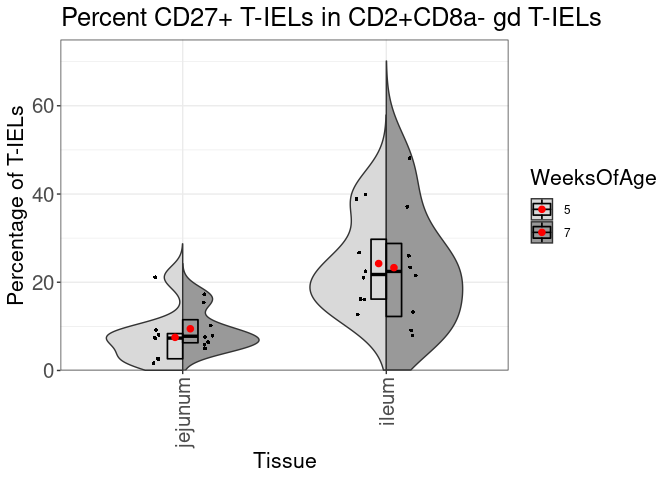 Percent CD27+ T-IELs in CD2+CD8a- gd T-IELs
Percentage of T-IELs
60
40
20
0
jejunum
ileum
Tissue
WeeksOfAge
5
7